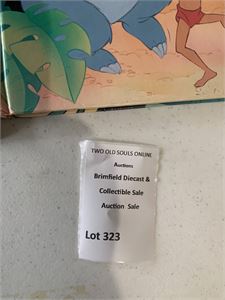 TWO OLD SOULS ONLINE
Auctions
Brimfield Diecast &
Collectible Sale
Auction Sale
Lot 323